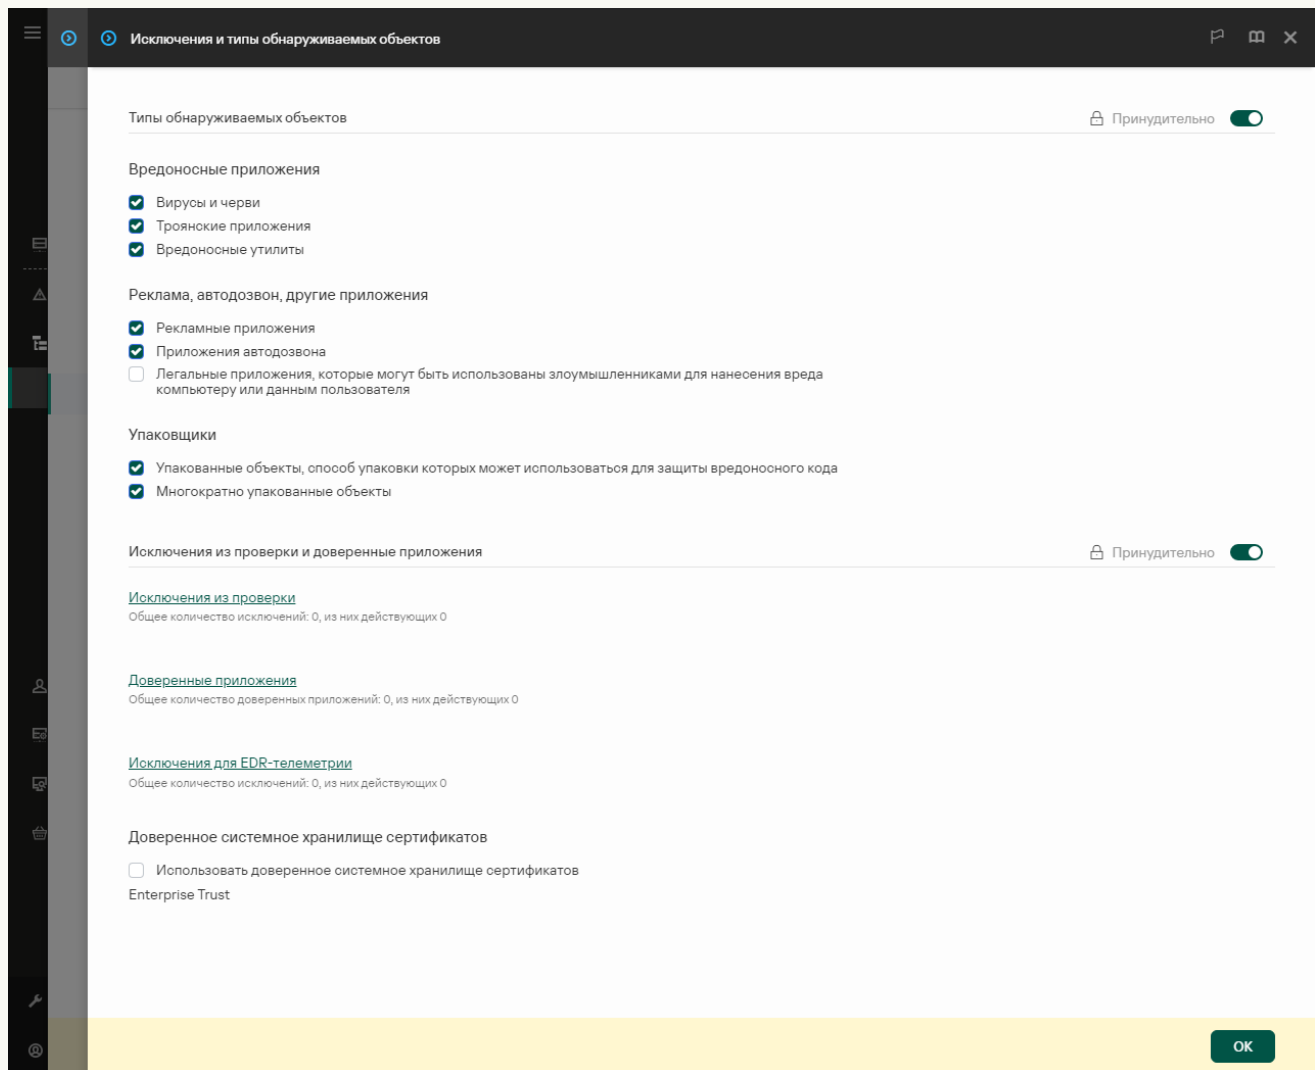 Исключения и типы обнаруживаемых объектов
Типы обнаруживаемых объектов
Принудительно
Вредоносные приложения
Вирусы и черви
Троянские приложения
Вредоносные утилиты
Реклама, автодозвон, другие приложения
Рекламные приложения
Приложения автодозвона
Легальные приложения, которые могут быть использованы злоумышленниками для нанесения вреда
компьютеру или данным пользователя
Упаковщики
Упакованные объекты, способ упаковки которых может использоваться для защиты вредоносного кода
Многократно упакованные объекты
Исключения из проверки и доверенные приложения
Принудительно
Исключения из проверки
Общее количество исключений: 0, из них действующих 0
Доверенные приложения
Общее количество доверенных приложений: 0, из них действующих 0
Исключения для EDR-телеметрии
Общее количество исключений: 0, из них действующих 0
Доверенное системное хранилище сертификатов
Использовать доверенное системное хранилище сертификатов
Enterprise Trust
OK